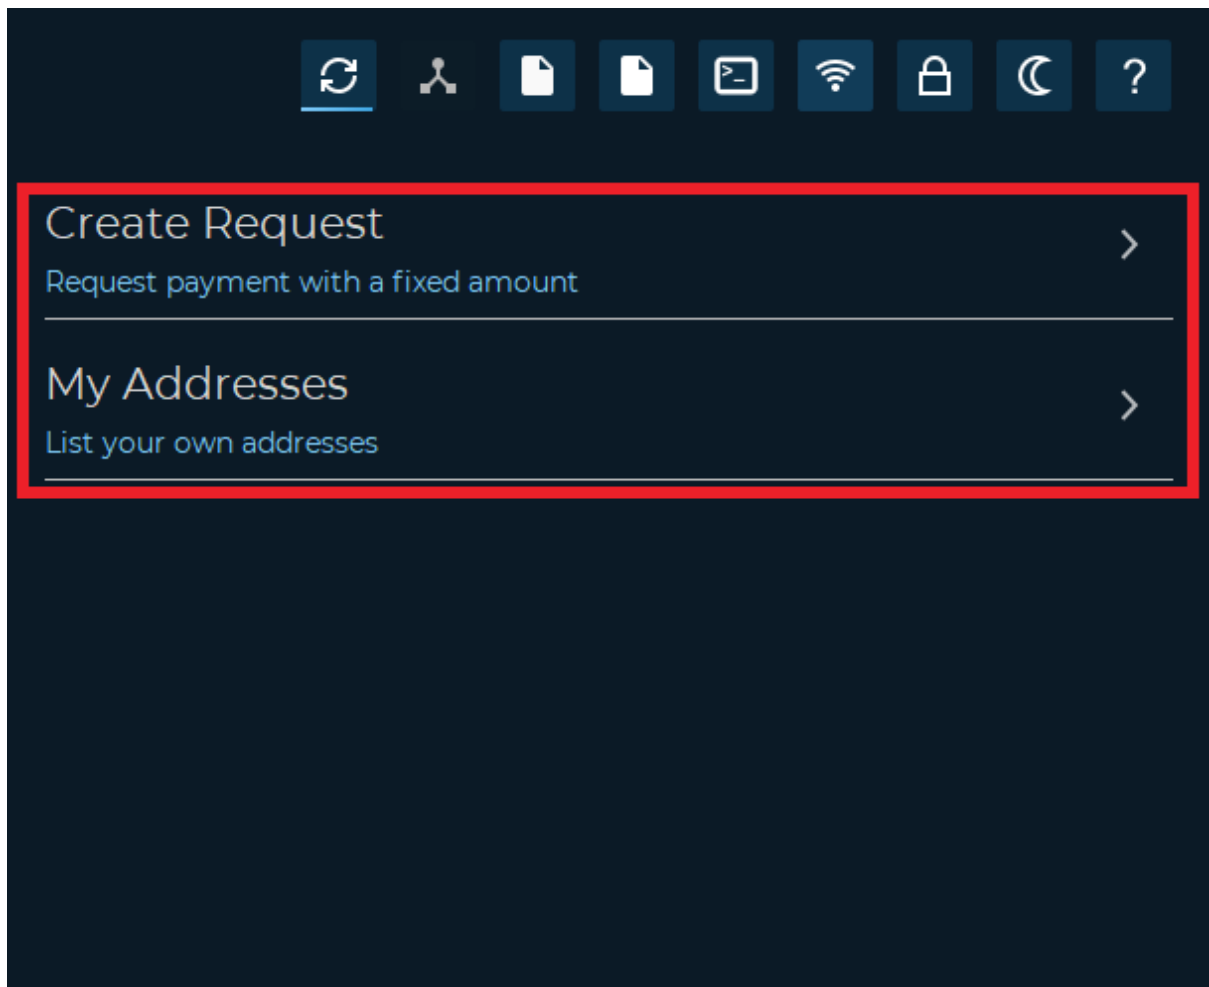 >_
?
Create Request
Request payment with a fixed amount
My Addresses
List your own addresses